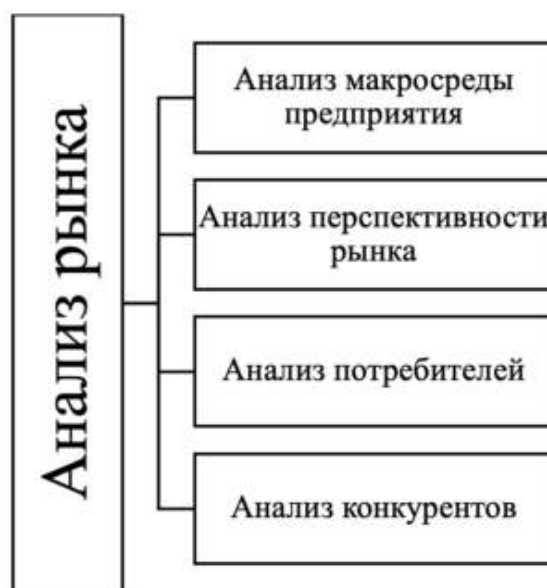 Анализ рынка
Анализ макросреды
предприятия
Анализ перспективности
рынка
Анализ потребителей
Анализ конкурентов